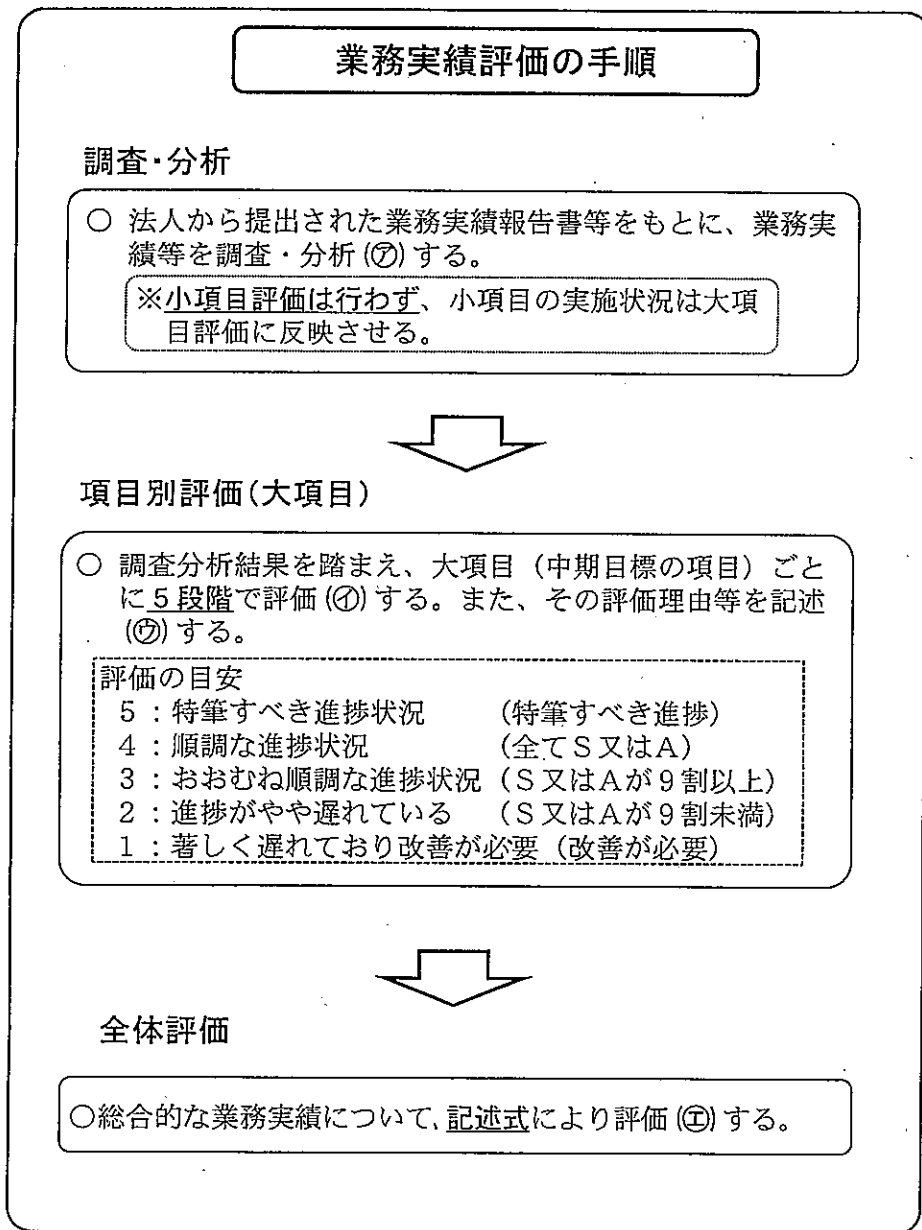 業務実績評価の手順
調査・分析
○ 法人から提出された業務実績報告書等をもとに、業務実
績等を調査・分析(㋐)する。
※小項目評価は行わず、小項目の実施状況は大項
目評価に反映させる。
項目別評価(大項目)
○ 調査分析結果を踏まえ、大項目（中期目標の項目）ごと
に５段階で評価(㋑)する。また、その評価理由等を記述
(㋒)する。
評価の目安
５：特筆すべき進捗状況　　（特筆すべき進捗）
４：順調な進捗状況　　（全てＳ又はＡ）
３：おおむね順調な進捗状況（Ｓ又はＡが９割以上）
２：進捗がやや遅れている　（Ｓ又はＡが９割未満）
１：著しく遅れており改善が必要（改善が必要）
全体評価
○総合的な業務実績について、記述式により評価(㋓)する。